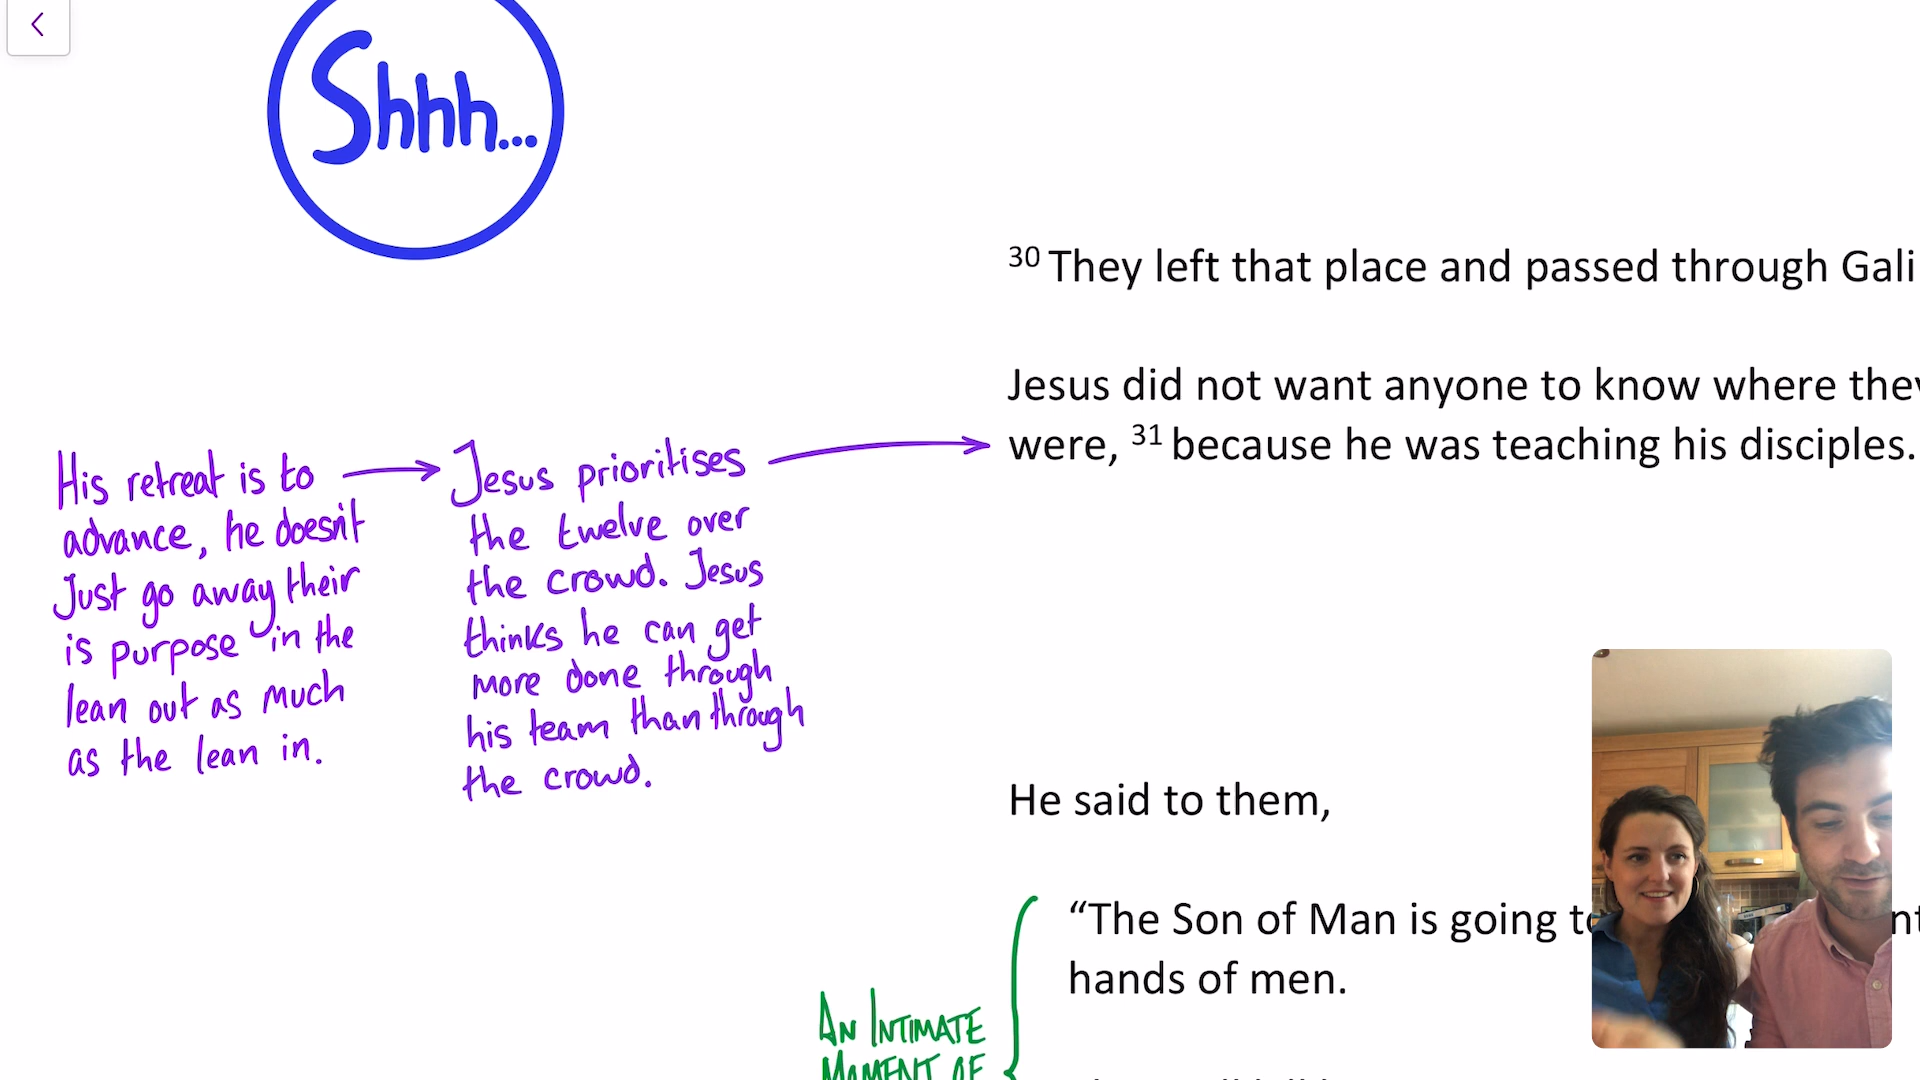 Shhh...
30 They left that place and passed through Gali
Jesus did not want anyone to know where they
were, 31 because he was teaching his disciples.
His retreat is to
advance, he doesn't
Just go away their
is purpose in the
lean out as much
as the lean in.
Jesus prioritises
the twelve over
the crowd. Jesus
thinks he can get
more done through
his team than through
the crowd.
He said to them,
“The Son of Man is going to
hands of men.
AN INTIMATE
MOMENT OF